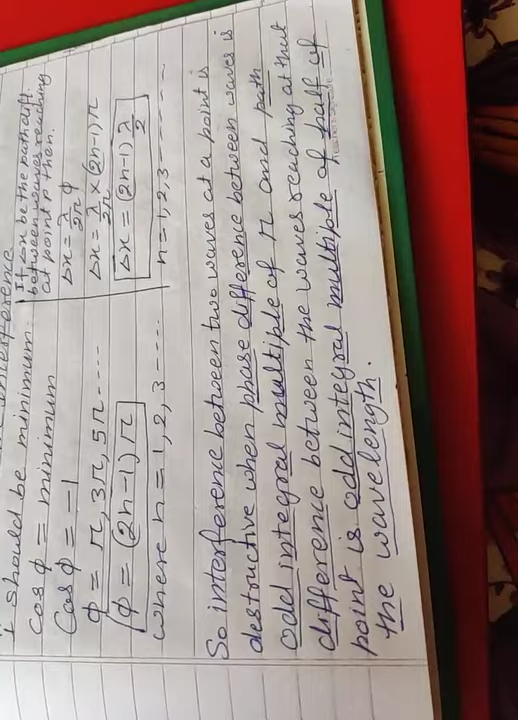 interference
I should be minimum.
cos φ = minimum
Cos φ = -1
φ = π, 3π, 5π ----
φ = (2n-1)π
where n = 1, 2, 3 ----
If Δx be the path diff.
between waves reaching
at point P then.
Δx = λ/2π φ
Δx = λ/2π × (2n-1)π
Δx = (2n-1) λ/2
n = 1, 2, 3 ------
So interference between two waves at a point is
destructive when phase difference between waves is
odd integral multiple of π and path
difference between the waves reaching at that
point is odd integral multiple of half of
the wavelength.